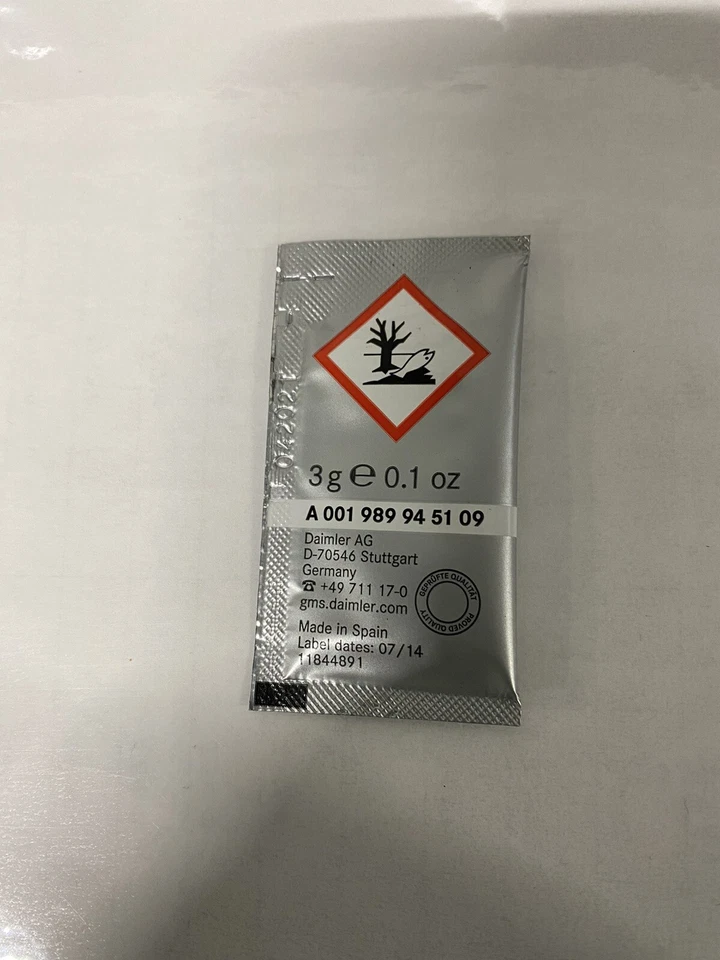 3g ℮ 0.1 oz
A 001 989 94 51 09
Daimler AG
D-70546 Stuttgart
Germany
☎ +49 711 17-0
gms.daimler.com
GEPRÜFTE QUALITÄT
PROVED QUALITY
Made in Spain
Label dates: 07/14
11844891